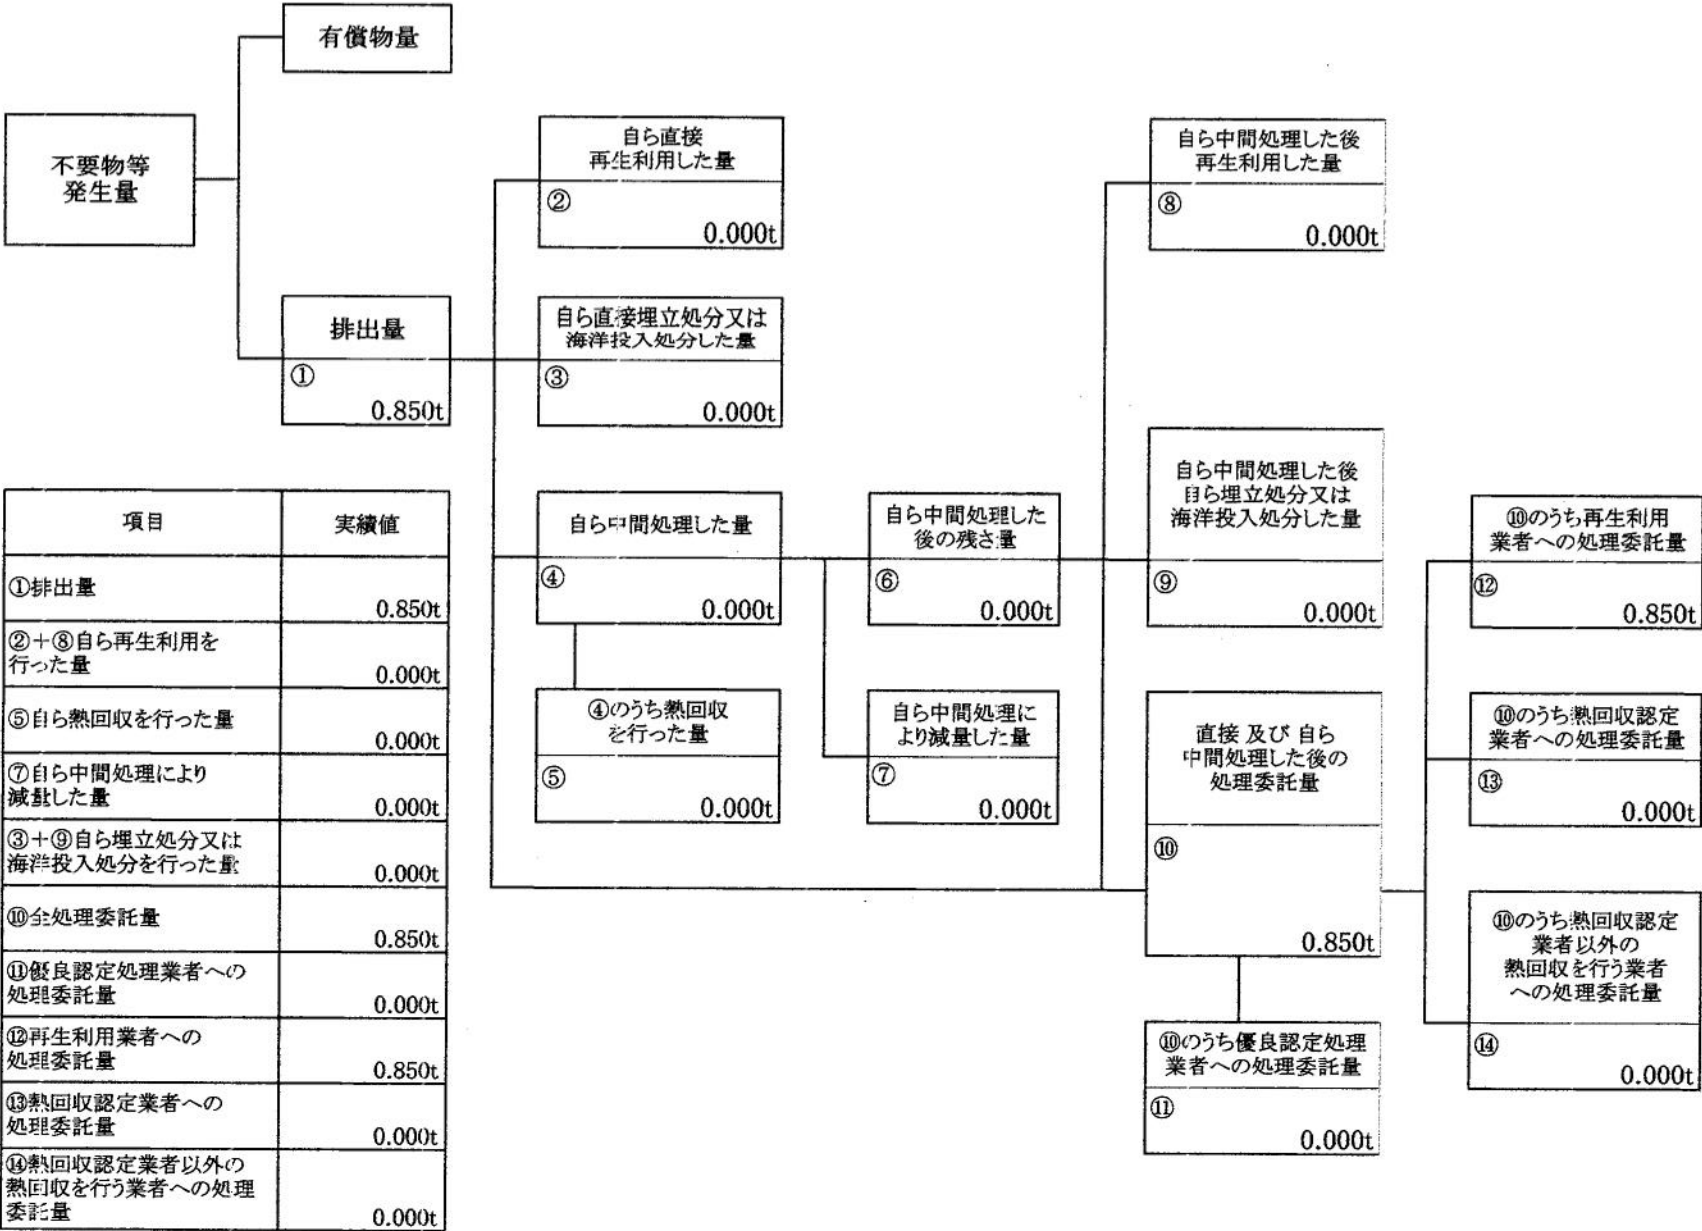 有償物量
不要物等
発生量
排出量
①
0.850t
自ら直接
再生利用した量
②
0.000t
自ら直接埋立処分又は
海洋投入処分した量
③
0.000t
自ら中間処理した量
④
0.000t
④のうち熱回収
を行った量
⑤
0.000t
自ら中間処理した
後の残さ量
⑥
0.000t
自ら中間処理に
より減量した量
⑦
0.000t
自ら中間処理した後
再生利用した量
⑧
0.000t
自ら中間処理した後
自ら埋立処分又は
海洋投入処分した量
⑨
0.000t
直接 及び 自ら
中間処理した後の
処理委託量
⑩
0.850t
⑩のうち優良認定処理
業者への処理委託量
⑪
0.000t
⑩のうち再生利用
業者への処理委託量
⑫
0.850t
⑩のうち熱回収認定
業者への処理委託量
⑬
0.000t
⑩のうち熱回収認定
業者以外の
熱回収を行う業者
への処理委託量
⑭
0.000t
項目 実績値
①排出量
0.850t
②+⑧自ら再生利用を
行った量
0.000t
⑤自ら熱回収を行った量
0.000t
⑦自ら中間処理により
減量した量
0.000t
③+⑨自ら埋立処分又は
海洋投入処分を行った量
0.000t
⑩全処理委託量
0.850t
⑪優良認定処理業者への
処理委託量
0.000t
⑫再生利用業者への
処理委託量
0.850t
⑬熱回収認定業者への
処理委託量
0.000t
⑭熱回収認定業者以外の
熱回収を行う業者への処理
委託量
0.000t